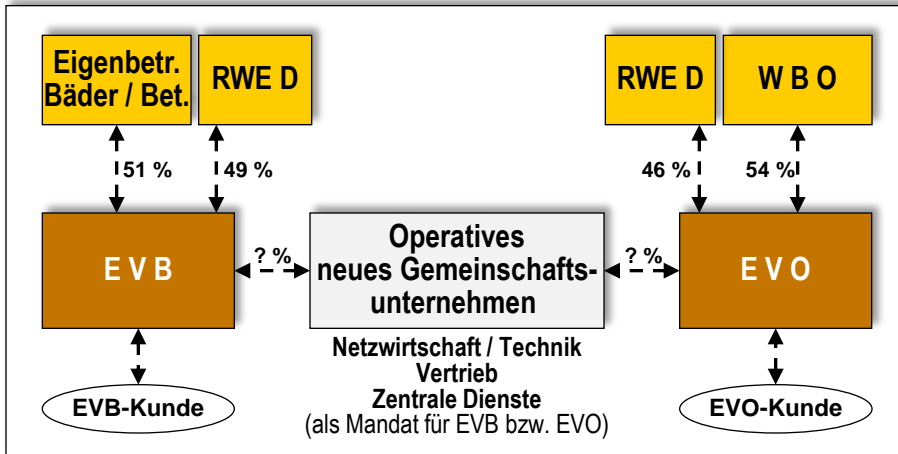 Eigenbetr.
Bäder / Bet.
RWE D
RWE D
W B O
51 %
49 %
46 %
54 %
E V B
? %
Operatives
neues Gemeinschafts-
unternehmen
? %
E V O
Netzwirtschaft / Technik
Vertrieb
Zentrale Dienste
(als Mandat für EVB bzw. EVO)
EVB-Kunde
EVO-Kunde